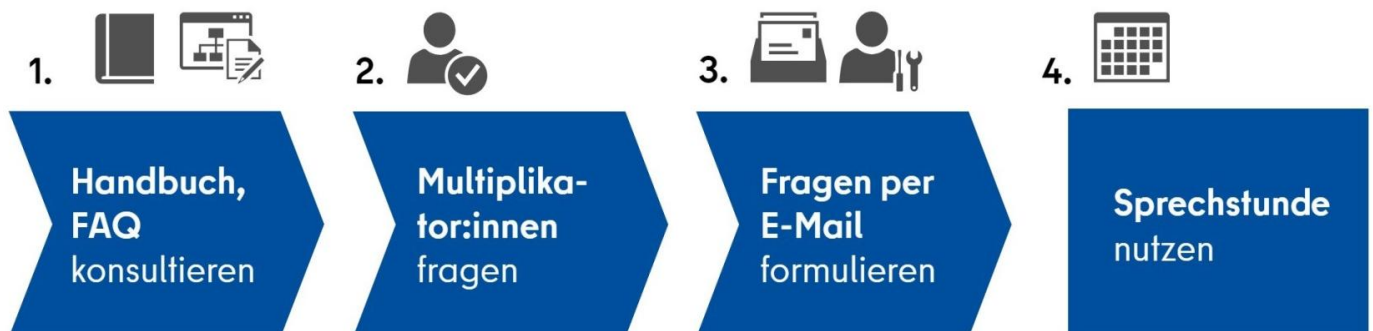 1.
Handbuch,
FAQ
konsultieren
2.
Multiplika-
tor:innen
fragen
3.
Fragen per
E-Mail
formulieren
4.
Sprechstunde
nutzen